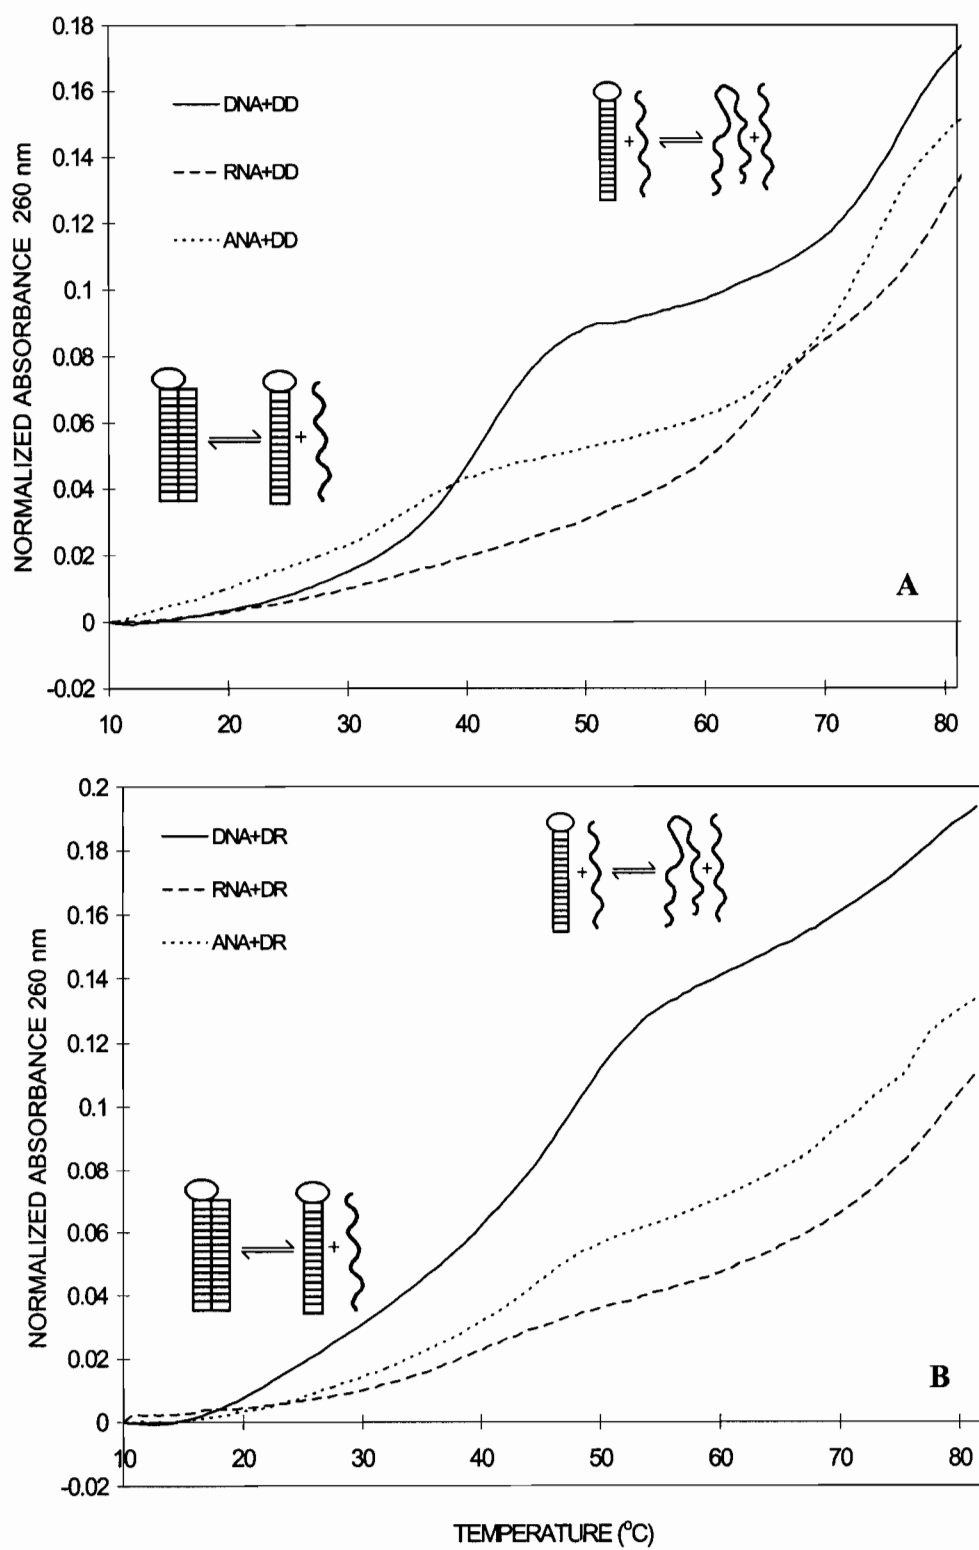 NORMALIZED ABSORBANCE 260 nm
0.18
0.16
0.14
0.12
0.1
0.08
0.06
0.04
0.02
0
-0.02
DNA+DD
RNA+DD
ANA+DD
+
+
+
A
10 20 30 40 50 60 70 80
NORMALIZED ABSORBANCE 260 nm
0.2
0.18
0.16
0.14
0.12
0.1
0.08
0.06
0.04
0.02
0
-0.02
DNA+DR
RNA+DR
ANA+DR
+
+
+
B
10 20 30 40 50 60 70 80
TEMPERATURE (°C)